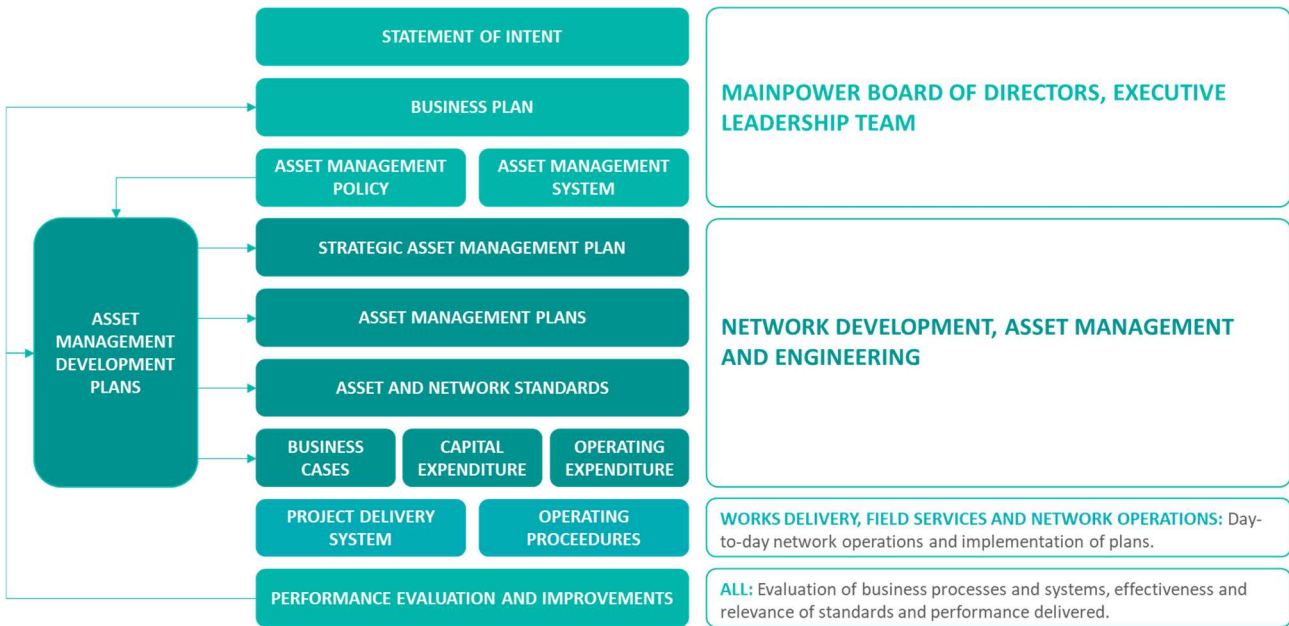 STATEMENT OF INTENT
BUSINESS PLAN
ASSET MANAGEMENT
POLICY
ASSET MANAGEMENT
SYSTEM
MAINPOWER BOARD OF DIRECTORS, EXECUTIVE
LEADERSHIP TEAM
ASSET
MANAGEMENT
DEVELOPMENT
PLANS
STRATEGIC ASSET MANAGEMENT PLAN
ASSET MANAGEMENT PLANS
ASSET AND NETWORK STANDARDS
BUSINESS
CASES
CAPITAL
EXPENDITURE
OPERATING
EXPENDITURE
NETWORK DEVELOPMENT, ASSET MANAGEMENT
AND ENGINEERING
PROJECT DELIVERY
SYSTEM
OPERATING
PROCEEDURES
WORKS DELIVERY, FIELD SERVICES AND NETWORK OPERATIONS: Day-
to-day network operations and implementation of plans.
PERFORMANCE EVALUATION AND IMPROVEMENTS
ALL: Evaluation of business processes and systems, effectiveness and
relevance of standards and performance delivered.